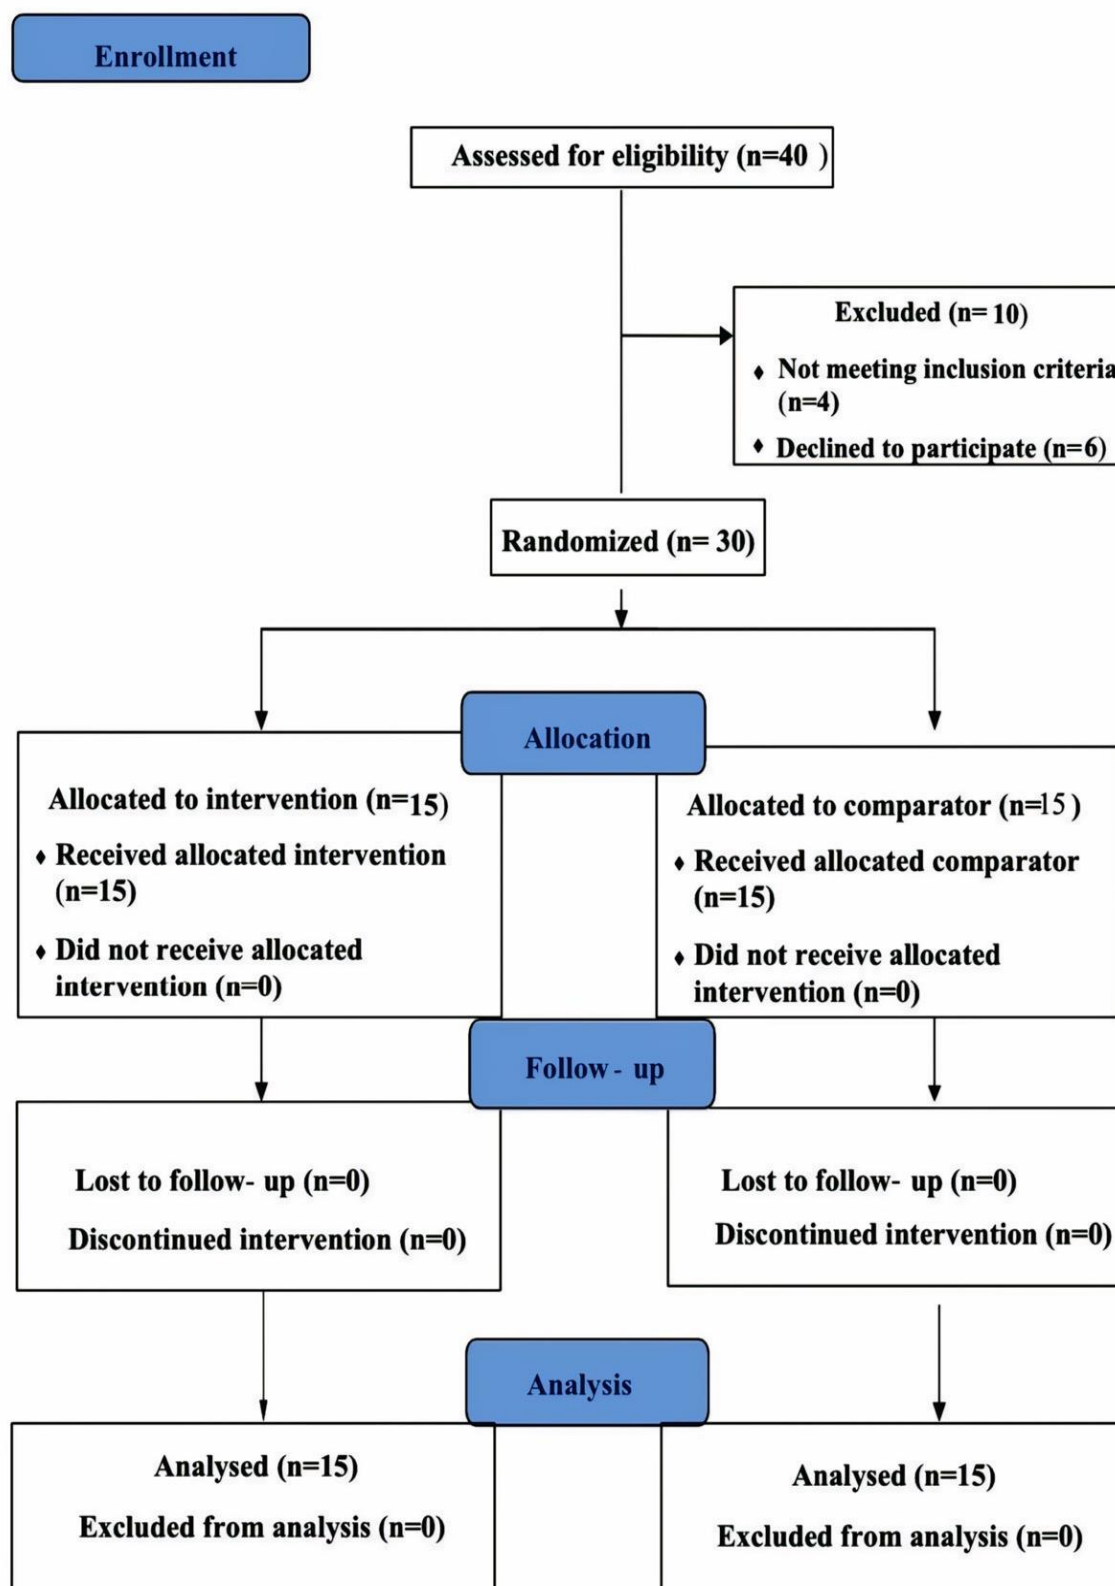 Enrollment
Assessed for eligibility (n=40 )
Excluded (n= 10)
♦ Not meeting inclusion criteria
(n=4)
♦ Declined to participate (n=6)
Randomized (n= 30)
Allocation
Allocated to intervention (n=15)
♦ Received allocated intervention
(n=15)
♦ Did not receive allocated
intervention (n=0)
Allocated to comparator (n=15 )
♦ Received allocated comparator
(n=15)
♦ Did not receive allocated
intervention (n=0)
Follow - up
Lost to follow- up (n=0)
Discontinued intervention (n=0)
Lost to follow- up (n=0)
Discontinued intervention (n=0)
Analysis
Analysed (n=15)
Excluded from analysis (n=0)
Analysed (n=15)
Excluded from analysis (n=0)